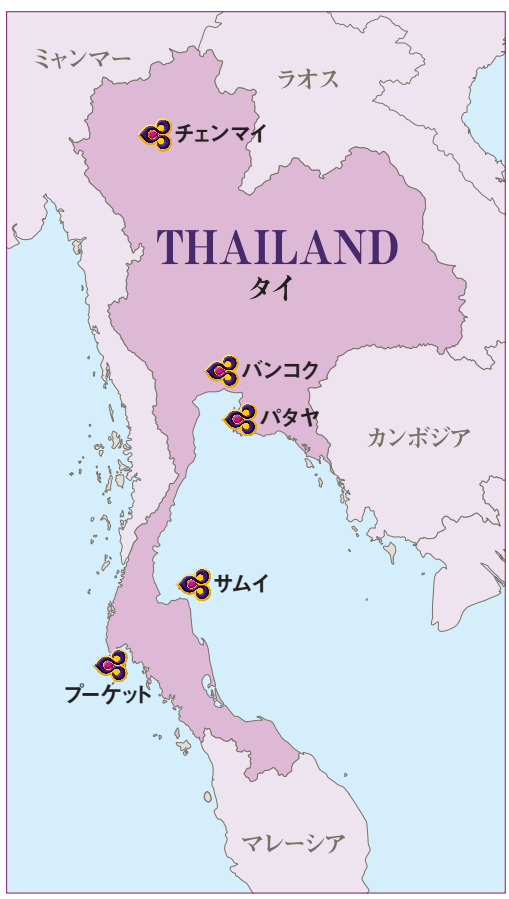 ミャンマー
ラオス
チェンマイ
THAILAND
タイ
バンコク
パタヤ
カンボジア
サムイ
プーケット
マレーシア